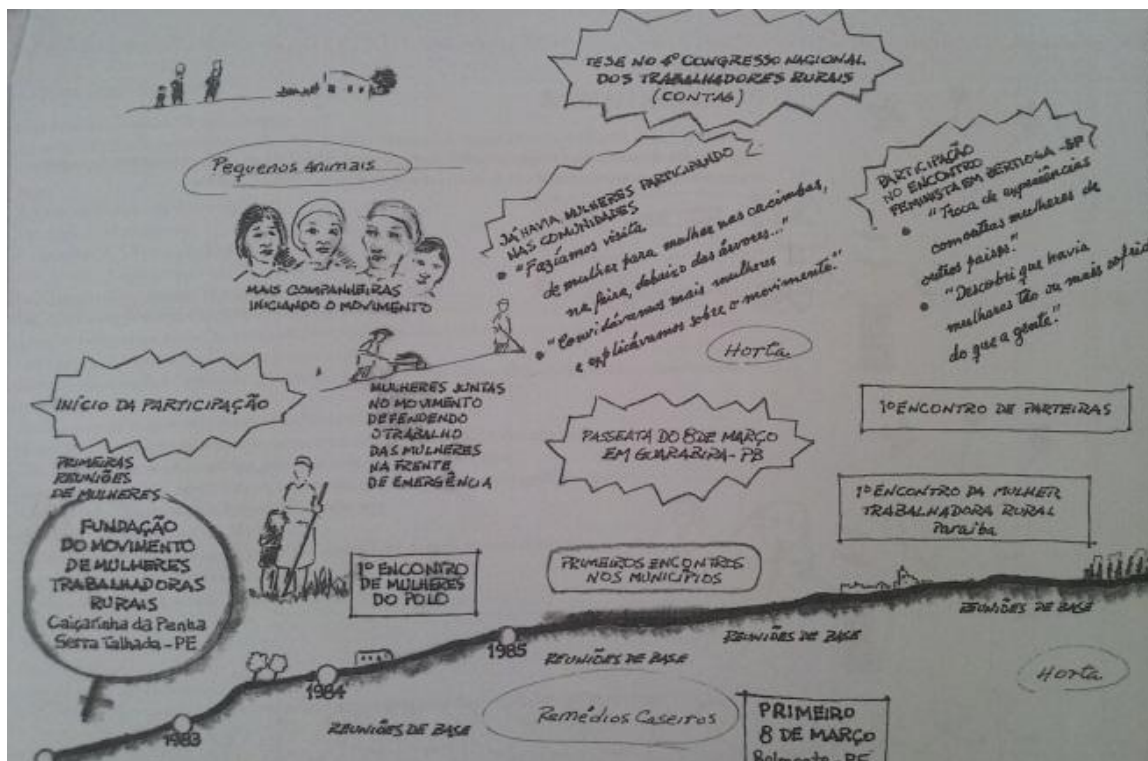 TESE NO 4º CONGRESSO NACIONAL
DOS TRABALHADORES RURAIS
(CONTAG)
Pequenos Animais
MAIS COMPANHEIRAS
INICIANDO O MOVIMENTO
JÁ HAVIA MULHERES PARTICIPANDO
NAS COMUNIDADES
• "Fazíamos visita
de mulher para mulher nas cacimbas,
na feira, debaixo das árvores..."
• "Convidávamos mais mulheres
e explicávamos sobre o movimento."
PARTICIPAÇÃO
NO ENCONTRO
FEMINISTA EM BERTIOGA-SP
• "Troca de experiências
com outras mulheres de
outros países."
• "Descobri que havia
mulheres tão ou mais
do que a gente."
Horta
INÍCIO DA PARTICIPAÇÃO
MULHERES JUNTAS
NO MOVIMENTO
DEFENDENDO
O TRABALHO
DAS MULHERES
NA FRENTE
DE EMERGÊNCIA
PASSEATA DO 8 DE MARÇO
EM GUARABIRA-PB
1º ENCONTRO DE PARTEIRAS
PRIMEIRAS
REUNIÕES
DE MULHERES
FUNDAÇÃO
DO MOVIMENTO
DE MULHERES
TRABALHADORAS
RURAIS
Caiçarinha da Penha
Serra Talhada-PE
1º ENCONTRO
DE MULHERES
DO POLO
PRIMEIROS ENCONTROS
NOS MUNICÍPIOS
1º ENCONTRO DA MULHER
TRABALHADORA RURAL
Paraíba
1983
1984
1985
REUNIÕES DE BASE
REUNIÕES DE BASE
REUNIÕES DE BASE
REUNIÕES DE BASE
Remédios Caseiros
Horta
PRIMEIRO
8 DE MARÇO
Belmonte-PE